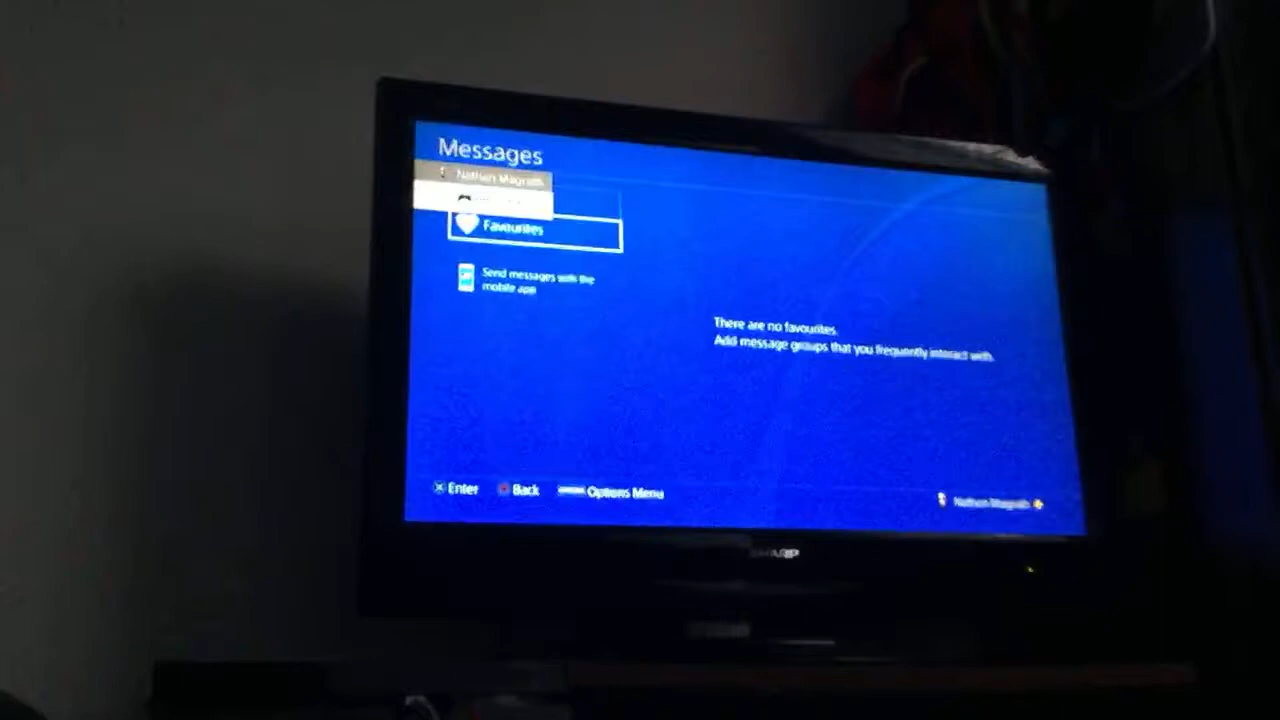 Messages
Nathan Magrath
Favourites
Send messages with the
mobile app
There are no favourites.
Add message groups that you frequently interact with.
Enter
Back
Options Menu
Nathan Magrath
SHARP